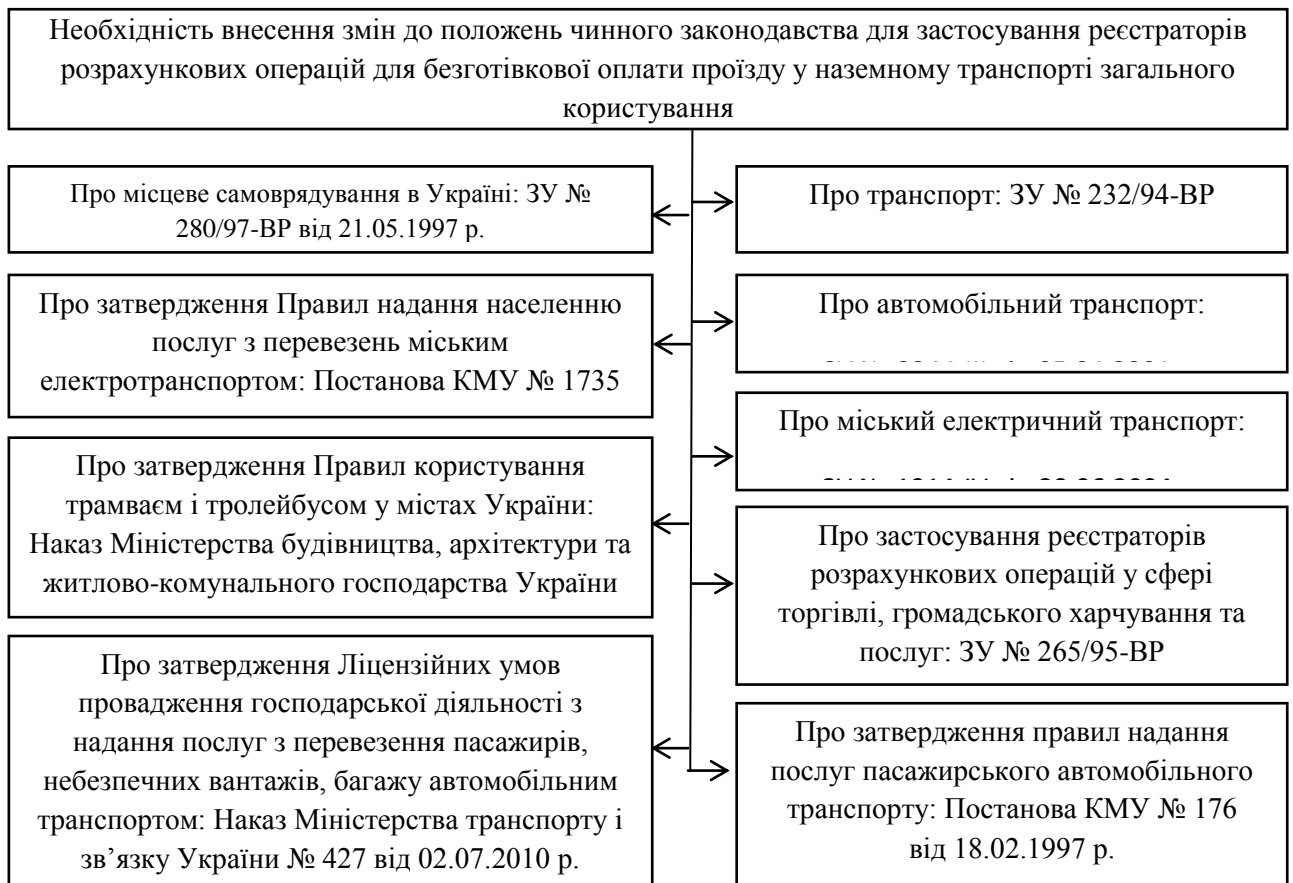 Необхідність внесення змін до положень чинного законодавства для застосування реєстраторів
розрахункових операцій для безготівкової оплати проїзду у наземному транспорті загального
користування
Про місцеве самоврядування в Україні: ЗУ №
280/97-ВР від 21.05.1997 р.
Про затвердження Правил надання населенню
послуг з перевезень міським
електротранспортом: Постанова КМУ № 1735
Про затвердження Правил користування
трамваєм і тролейбусом у містах України:
Наказ Міністерства будівництва, архітектури та
житлово-комунального господарства України
Про затвердження Ліцензійних умов
провадження господарської діяльності з
надання послуг з перевезення пасажирів,
небезпечних вантажів, багажу автомобільним
транспортом: Наказ Міністерства транспорту і
зв’язку України № 427 від 02.07.2010 р.
Про транспорт: ЗУ № 232/94-ВР
Про автомобільний транспорт:
Про міський електричний транспорт:
Про застосування реєстраторів
розрахункових операцій у сфері
торгівлі, громадського харчування та
послуг: ЗУ № 265/95-ВР
Про затвердження правил надання
послуг пасажирського автомобільного
транспорту: Постанова КМУ № 176
від 18.02.1997 р.